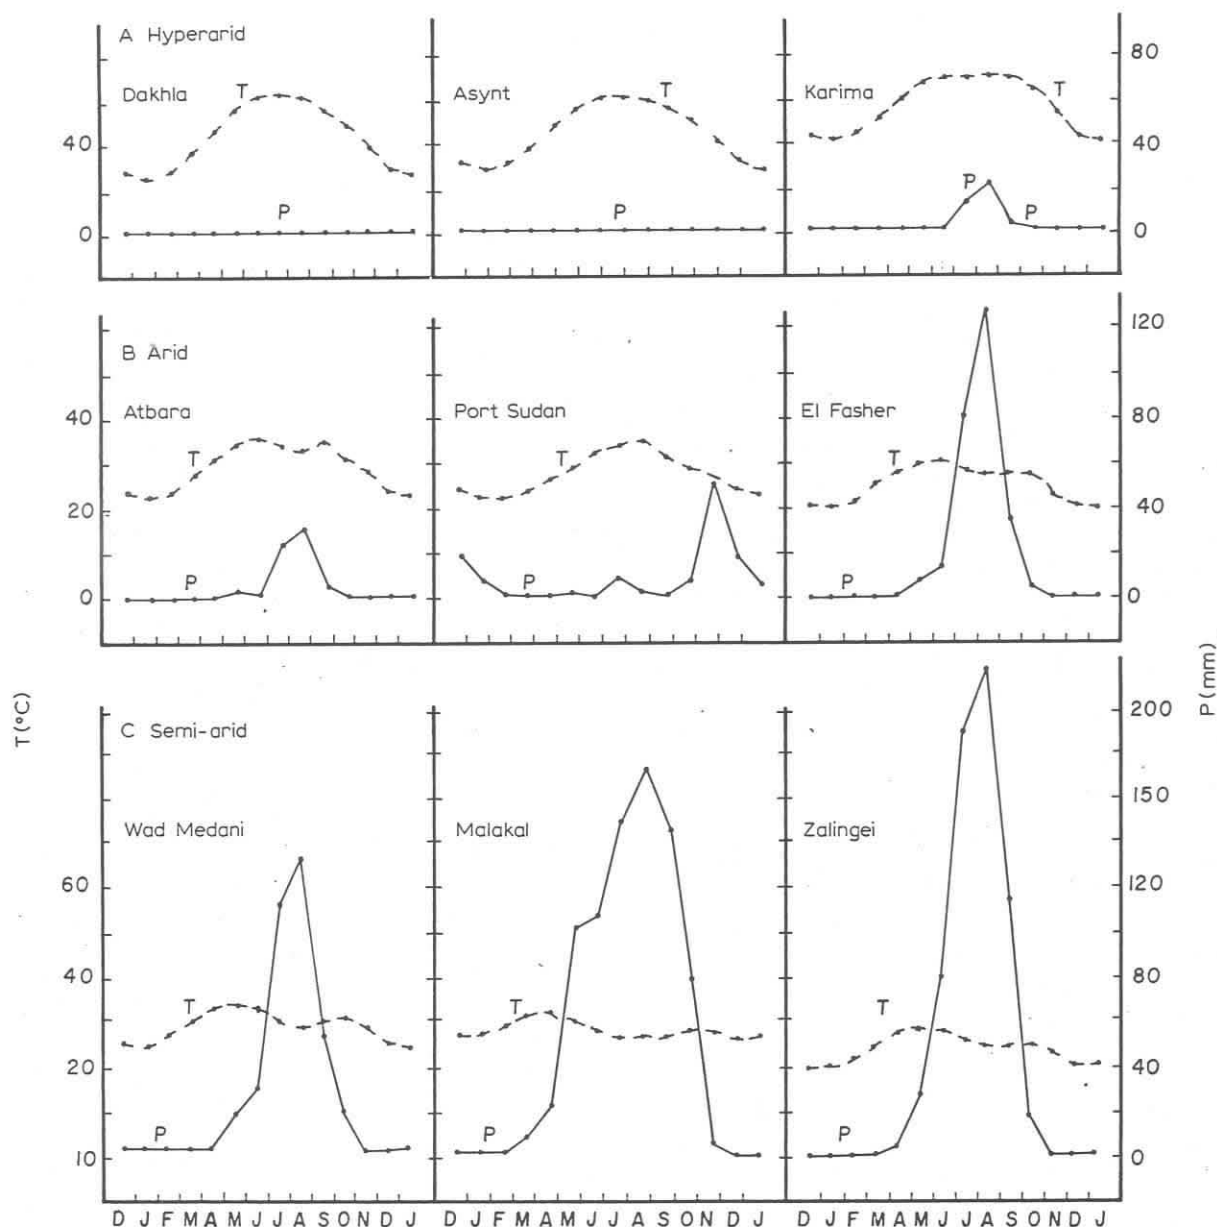 A Hyperarid
Dakhla
T
P
40
0
Asynt
T
P
Karima
T
P
P
80
40
0
B Arid
Atbara
T
P
40
20
0
Port Sudan
T
P
El Fasher
T
P
120
80
40
0
T (°C)
P (mm)
C Semi-arid
Wad Medani
T
P
60
40
20
10
Malakal
T
P
Zalingei
T
P
200
150
120
80
40
0
D J F M A M J J A S O N D J
D J F M A M J J A S O N D J
D J F M A M J J A S O N D J